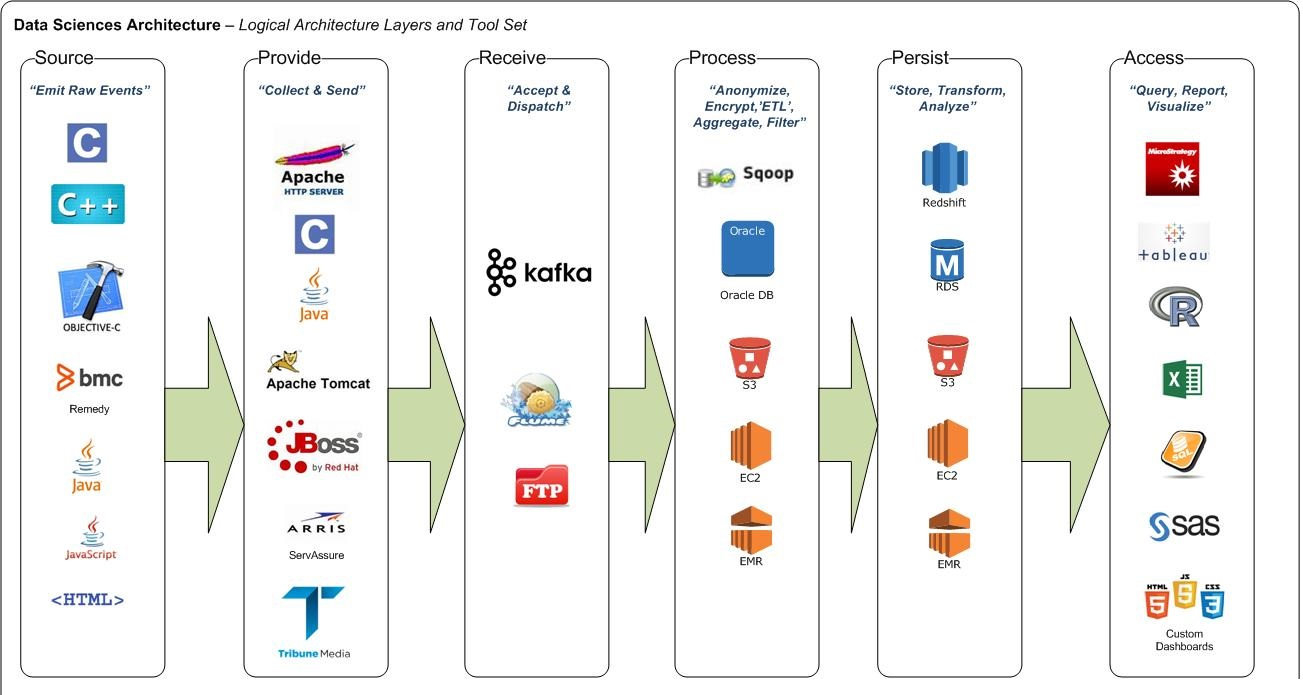 Data Sciences Architecture – Logical Architecture Layers and Tool Set
Source
“Emit Raw Events”
C
C++
OBJECTIVE-C
bmc
Remedy
Java
JavaScript
<HTML>
Provide
“Collect & Send”
Apache
HTTP SERVER
C
Java
Apache Tomcat
JBoss®
by Red Hat
ARRIS
ServAssure
T
Tribune Media
Receive
“Accept &
Dispatch”
kafka
FLUME
FTP
Process
“Anonymize,
Encrypt,’ETL’,
Aggregate, Filter”
Sqoop
Oracle
Oracle DB
S3
EC2
EMR
Persist
“Store, Transform,
Analyze”
Redshift
M
RDS
S3
EC2
EMR
Access
“Query, Report,
Visualize”
MicroStrategy
+ableau
R
X
SQL
sas
HTML JS CSS
5 5 3
Custom
Dashboards